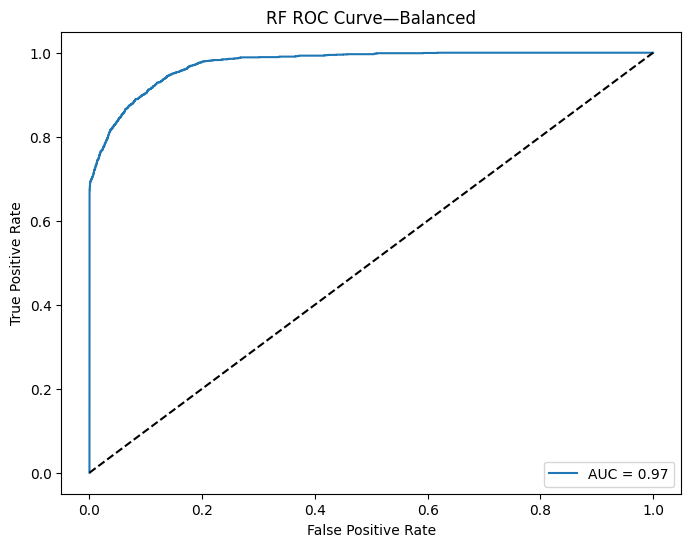 RF ROC Curve—Balanced
True Positive Rate
1.0
0.8
0.6
0.4
0.2
0.0
AUC = 0.97
0.0 0.2 0.4 0.6 0.8 1.0
False Positive Rate